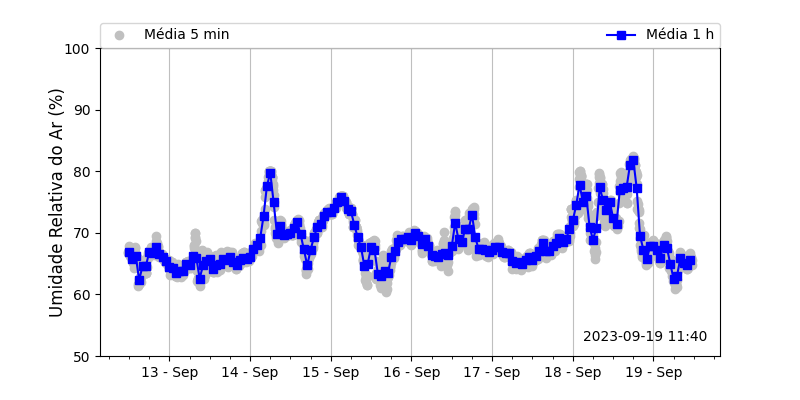 Média 5 min
Média 1 h
Umidade Relativa do Ar (%)
100
90
80
70
60
50
2023-09-19 11:40
13 - Sep
14 - Sep
15 - Sep
16 - Sep
17 - Sep
18 - Sep
19 - Sep